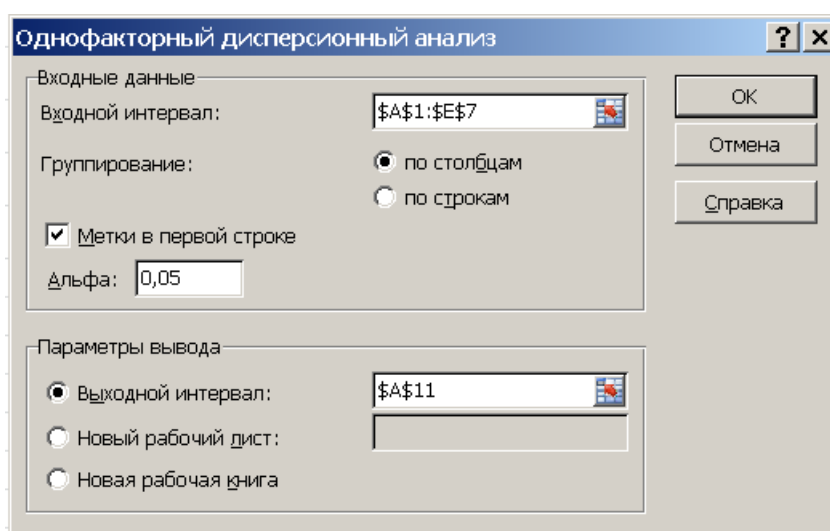 Однофакторный дисперсионный анализ
Входные данные
Входной интервал: $A$1:$E$7
Группирование: по столбцам
по строкам
Метки в первой строке
Альфа: 0,05
Параметры вывода
Выходной интервал: $A$11
Новый рабочий лист:
Новая рабочая книга
ОК
Отмена
Справка